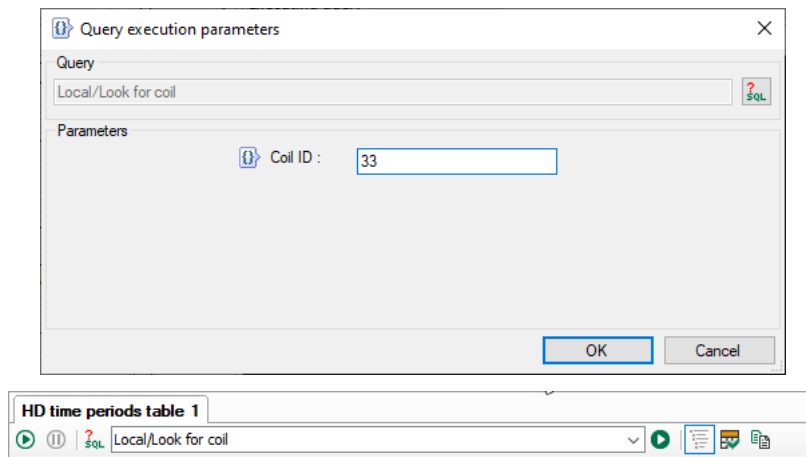 Query execution parameters
Query
Local/Look for coil
?
SQL
Parameters
{} Coil ID :
33
OK
Cancel
HD time periods table 1
?
SQL
Local/Look for coil